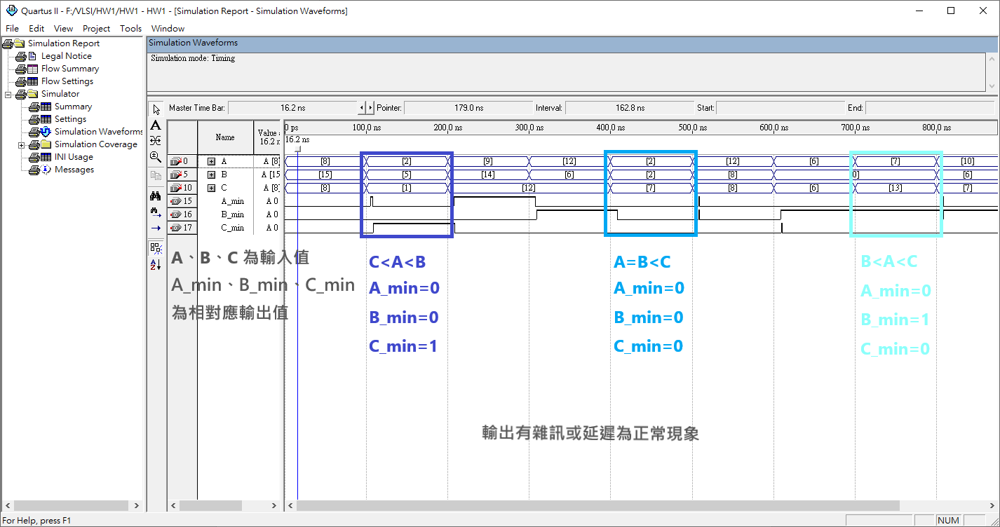 Quartus II - F:/VLSI/HW1/HW1 - HW1 - [Simulation Report - Simulation Waveforms]
File Edit View Project Tools Window
Simulation Report
Legal Notice
Flow Summary
Flow Settings
Simulator
Summary
Settings
Simulation Waveforms
Simulation Coverage
INI Usage
Messages
Simulation Waveforms
Simulation mode: Timing
Master Time Bar: 16.2 ns Pointer: 179.0 ns Interval: 162.8 ns Start: End:
Name Value a 16.2 n
0 ps 100.0 ns 200.0 ns 300.0 ns 400.0 ns 500.0 ns 600.0 ns 700.0 ns 800.0 ns
16.2 ns
0 A A [8] [8] [2] [9] [12] [2] [12] [6] [7] [10]
5 B A [15 [15] [5] [14] [6] [2] [8] 0] [6]
10 C A [8] [8] [1] [12] [7] [8] [6] [13] [7]
15 A_min A 0
16 B_min A 0
17 C_min A 0
A、B、C 為輸入值
A_min、B_min、C_min
為相對應輸出值
C<A<B
A_min=0
B_min=0
C_min=1
A=B<C
A_min=0
B_min=0
C_min=0
B<A<C
A_min=0
B_min=1
C_min=0
輸出有雜訊或延遲為正常現象
For Help, press F1
NUM